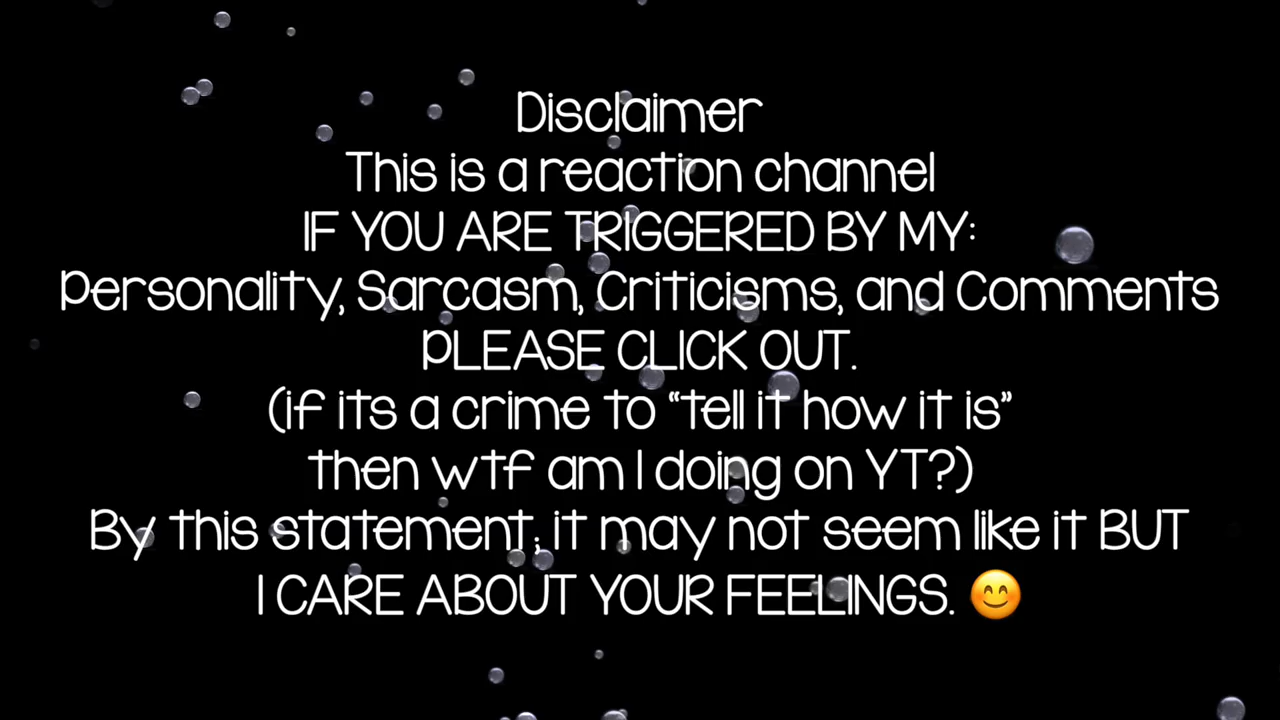 Disclaimer
This is a reaction channel
IF YOU ARE TRIGGERED BY MY:
Personality, Sarcasm, Criticisms, and Comments
PLEASE CLICK OUT.
(if its a crime to “tell it how it is”
then wtf am I doing on YT?)
By this statement; it may not seem like it BUT
I CARE ABOUT YOUR FEELINGS. 😊